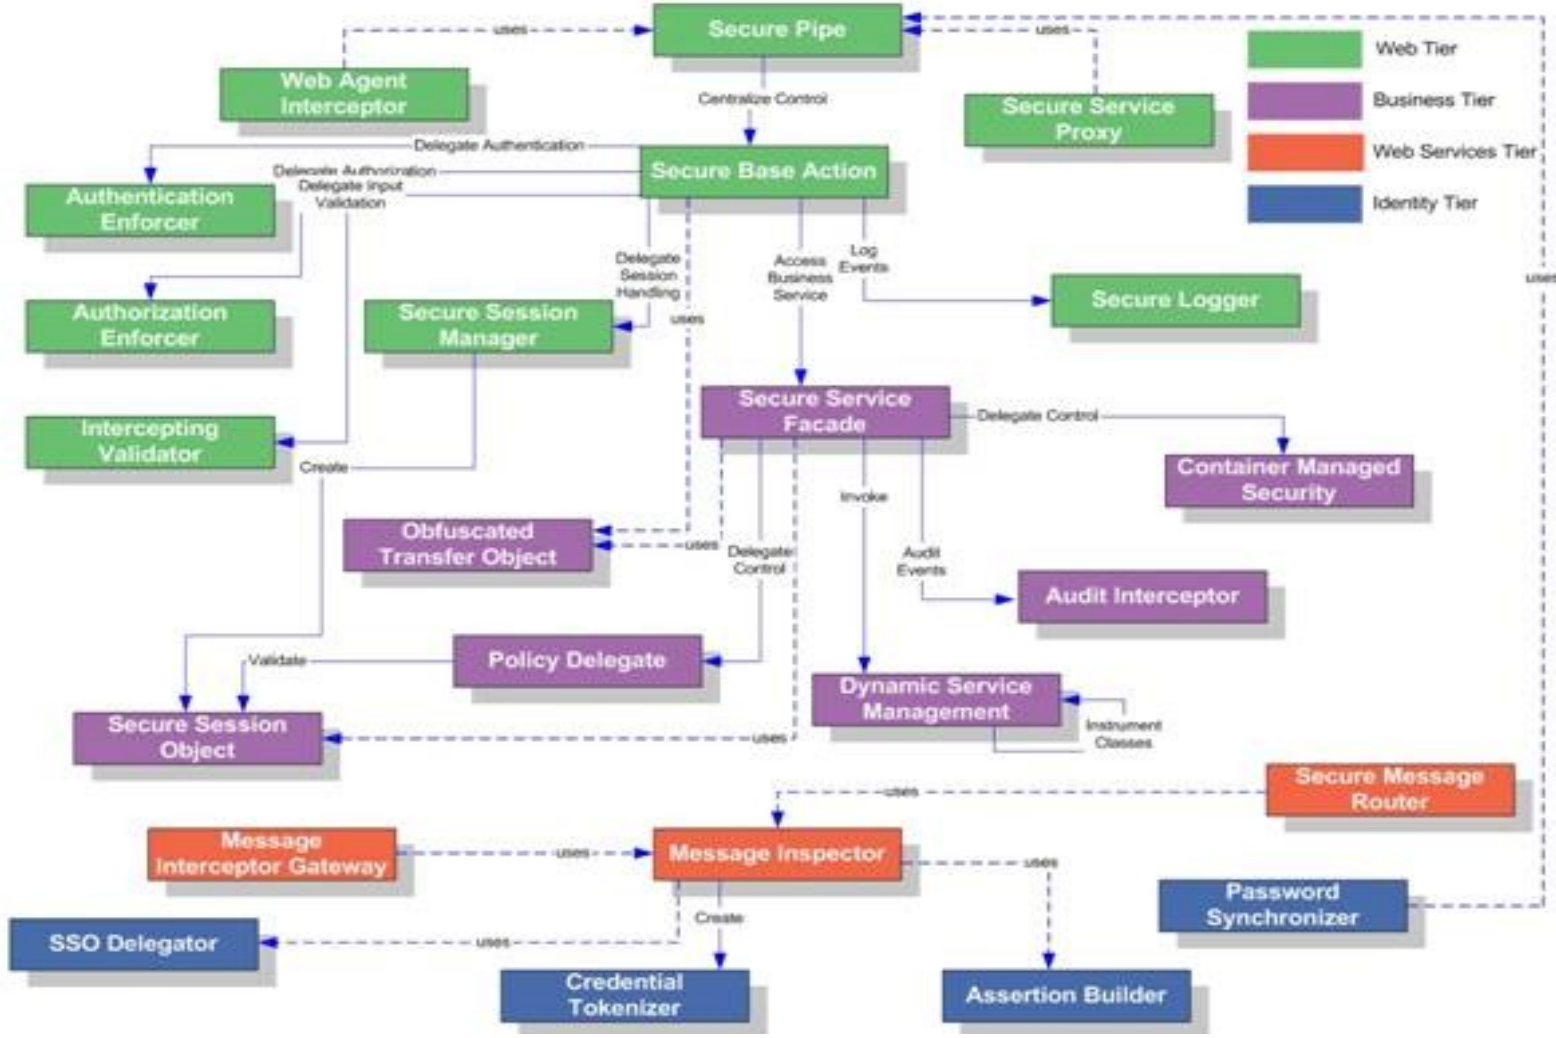 Secure Pipe
uses
uses
Web Tier
Web Agent
Interceptor
Centralize Control
Secure Service
Proxy
Business Tier
Delegate Authentication
Web Services Tier
Delegate Authorization
Secure Base Action
Delegate Input
Validation
Authentication
Enforcer
Identity Tier
Delegate
Session
Handling
Access
Business
Service
Log
Events
uses
Authorization
Enforcer
Secure Session
Manager
uses
Secure Logger
Secure Service
Facade
Delegate Control
Intercepting
Validator
Create
Container Managed
Security
Invoke
Obfuscated
Transfer Object
uses
Delegate
Control
Audit
Events
Audit Interceptor
Validate
Policy Delegate
Dynamic Service
Management
Secure Session
Object
uses
Instrument
Classes
Secure Message
Router
uses
Message
Interceptor Gateway
uses
Message Inspector
uses
Password
Synchronizer
Create
SSO Delegator
uses
Credential
Tokenizer
Assertion Builder